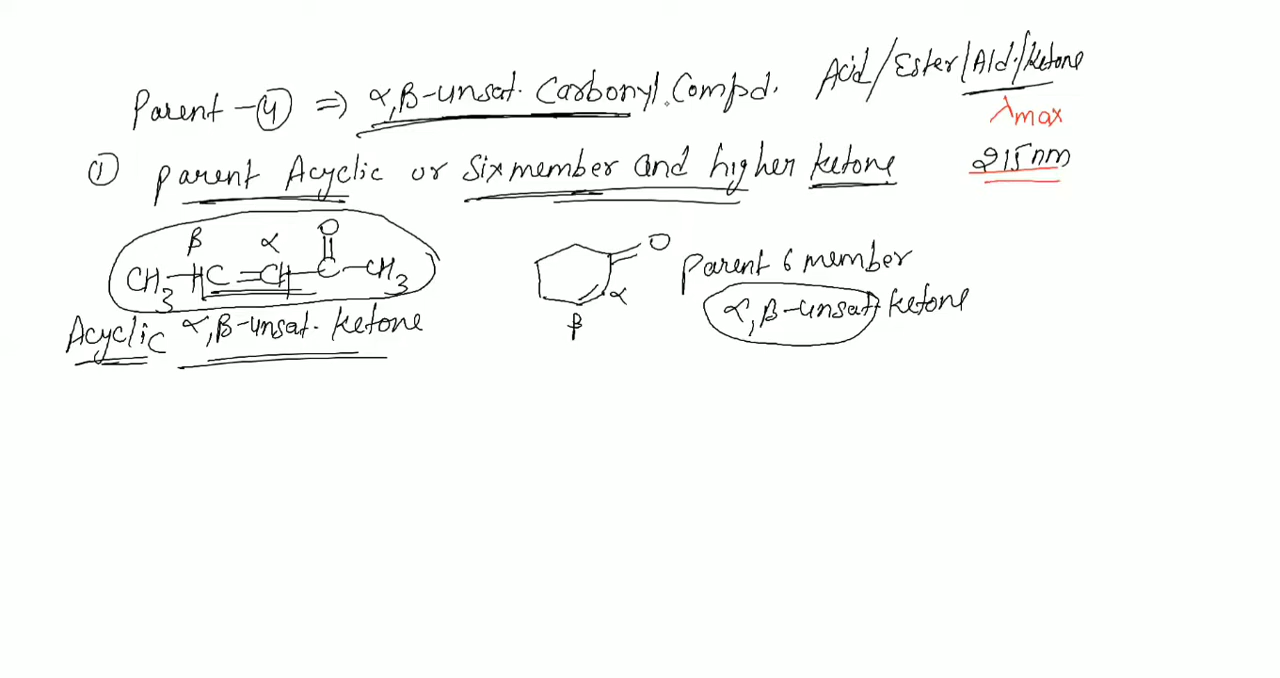 Parent - ④ ⇒ α,β-unsat. Carbonyl. Compd. Acid/Ester/Ald./Ketone
λmax
① Parent Acyclic or Six member and higher ketone 215 nm
β α O
CH3-HC=CH-C-CH3
O
α
β
Parent 6 member
α,β-unsat. ketone
Acyclic α,β-unsat. ketone